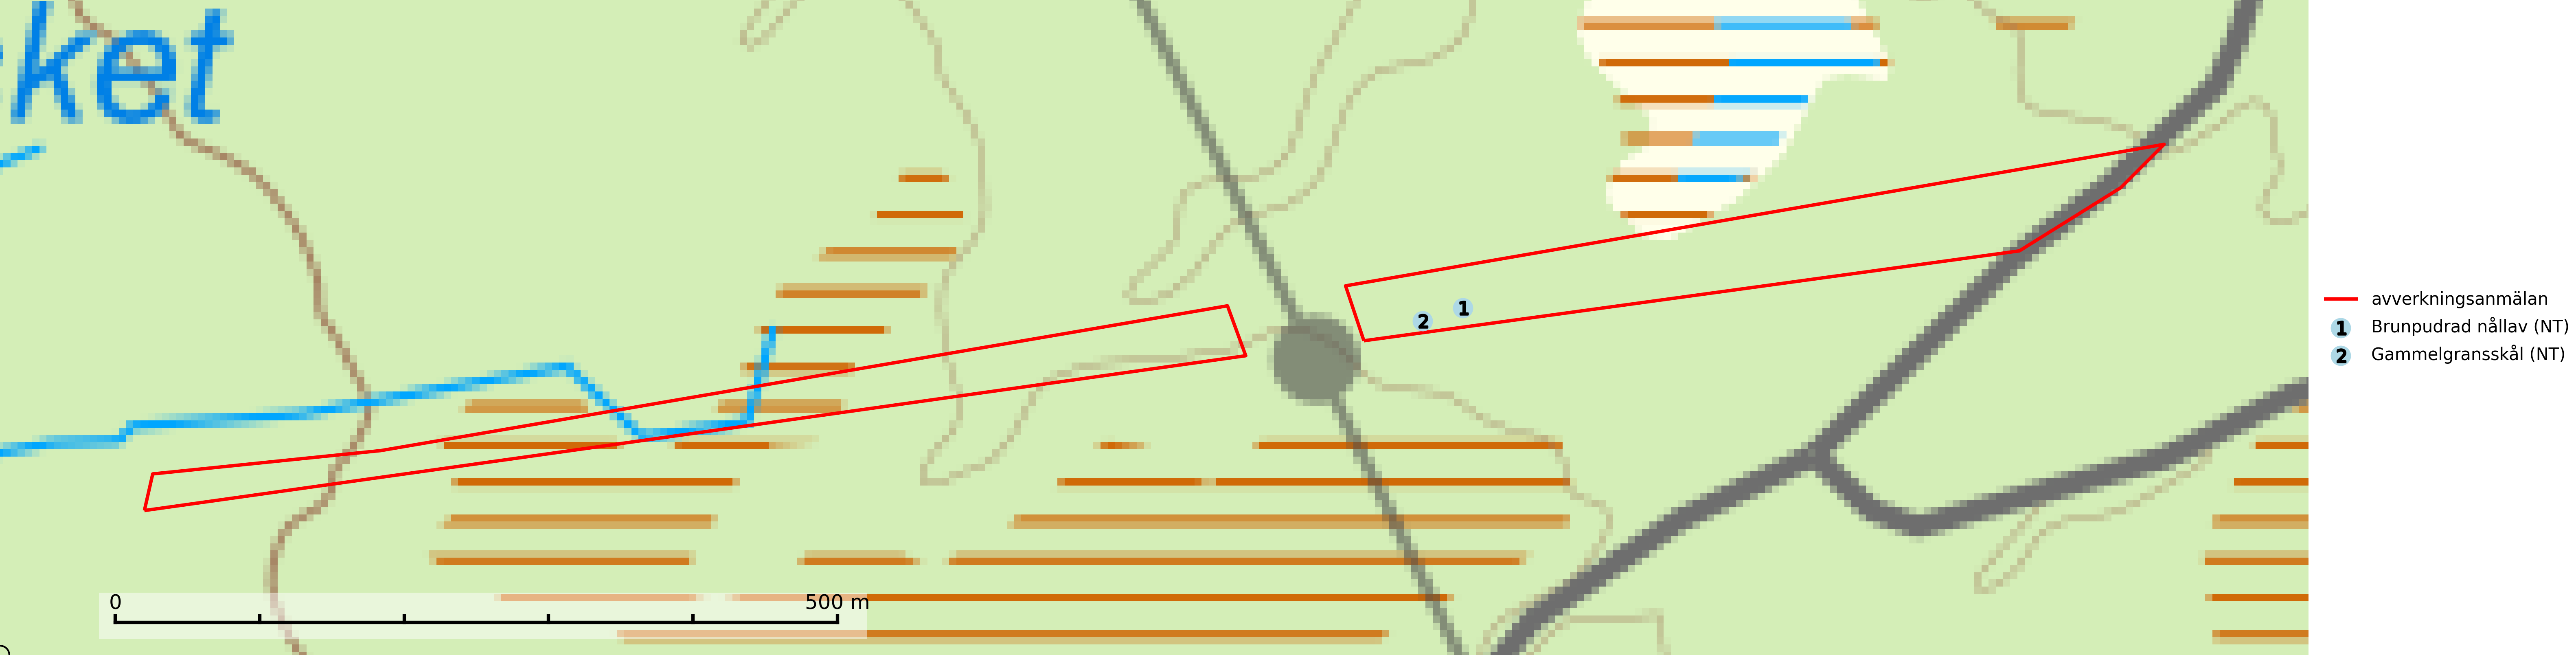 ket
avverkningsanmälan
1 Brunpudrad nållav (NT)
2 Gammelgransskål (NT)
1
2
0 500 m